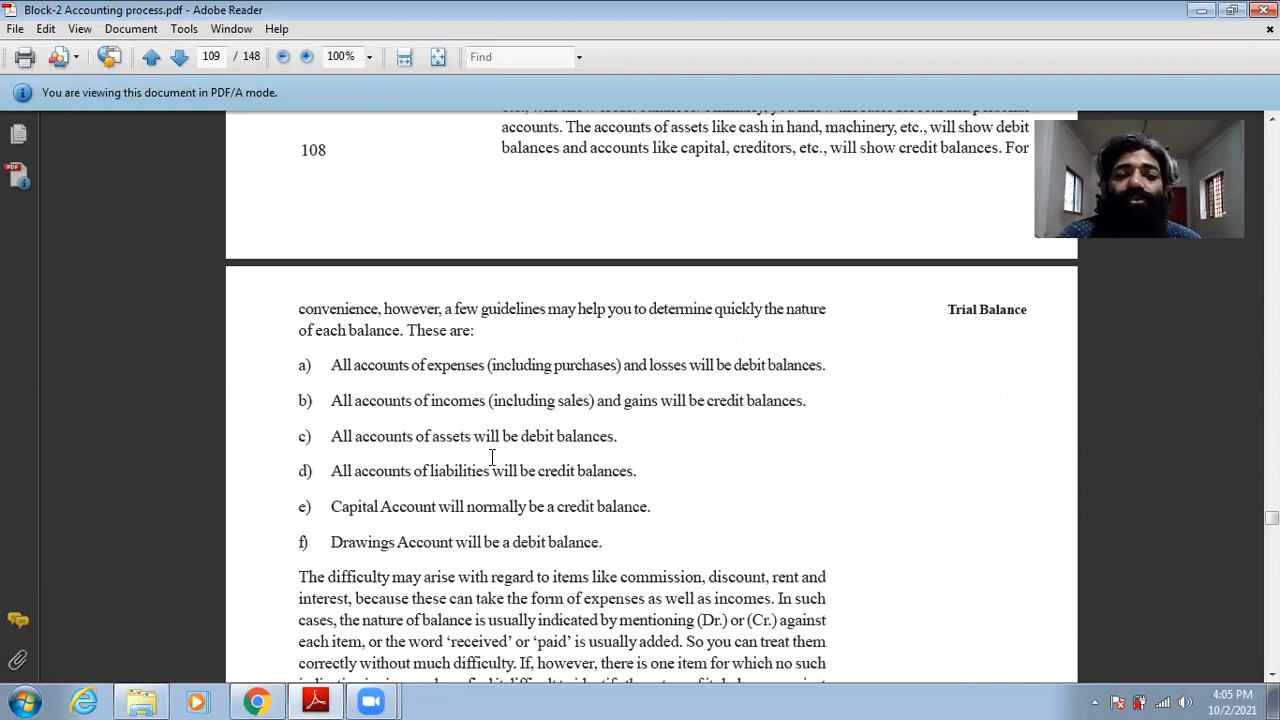 Block-2 Accounting process.pdf - Adobe Reader
File Edit View Document Tools Window Help
109 / 148 100% Find
You are viewing this document in PDF/A mode.
accounts. The accounts of assets like cash in hand, machinery, etc., will show debit
108 balances and accounts like capital, creditors, etc., will show credit balances. For
convenience, however, a few guidelines may help you to determine quickly the nature
Trial Balance
of each balance. These are:
a) All accounts of expenses (including purchases) and losses will be debit balances.
b) All accounts of incomes (including sales) and gains will be credit balances.
c) All accounts of assets will be debit balances.
d) All accounts of liabilities will be credit balances.
e) Capital Account will normally be a credit balance.
f) Drawings Account will be a debit balance.
The difficulty may arise with regard to items like commission, discount, rent and
interest, because these can take the form of expenses as well as incomes. In such
cases, the nature of balance is usually indicated by mentioning (Dr.) or (Cr.) against
each item, or the word ‘received’ or ‘paid’ is usually added. So you can treat them
correctly without much difficulty. If, however, there is one item for which no such
4:05 PM
10/2/2021